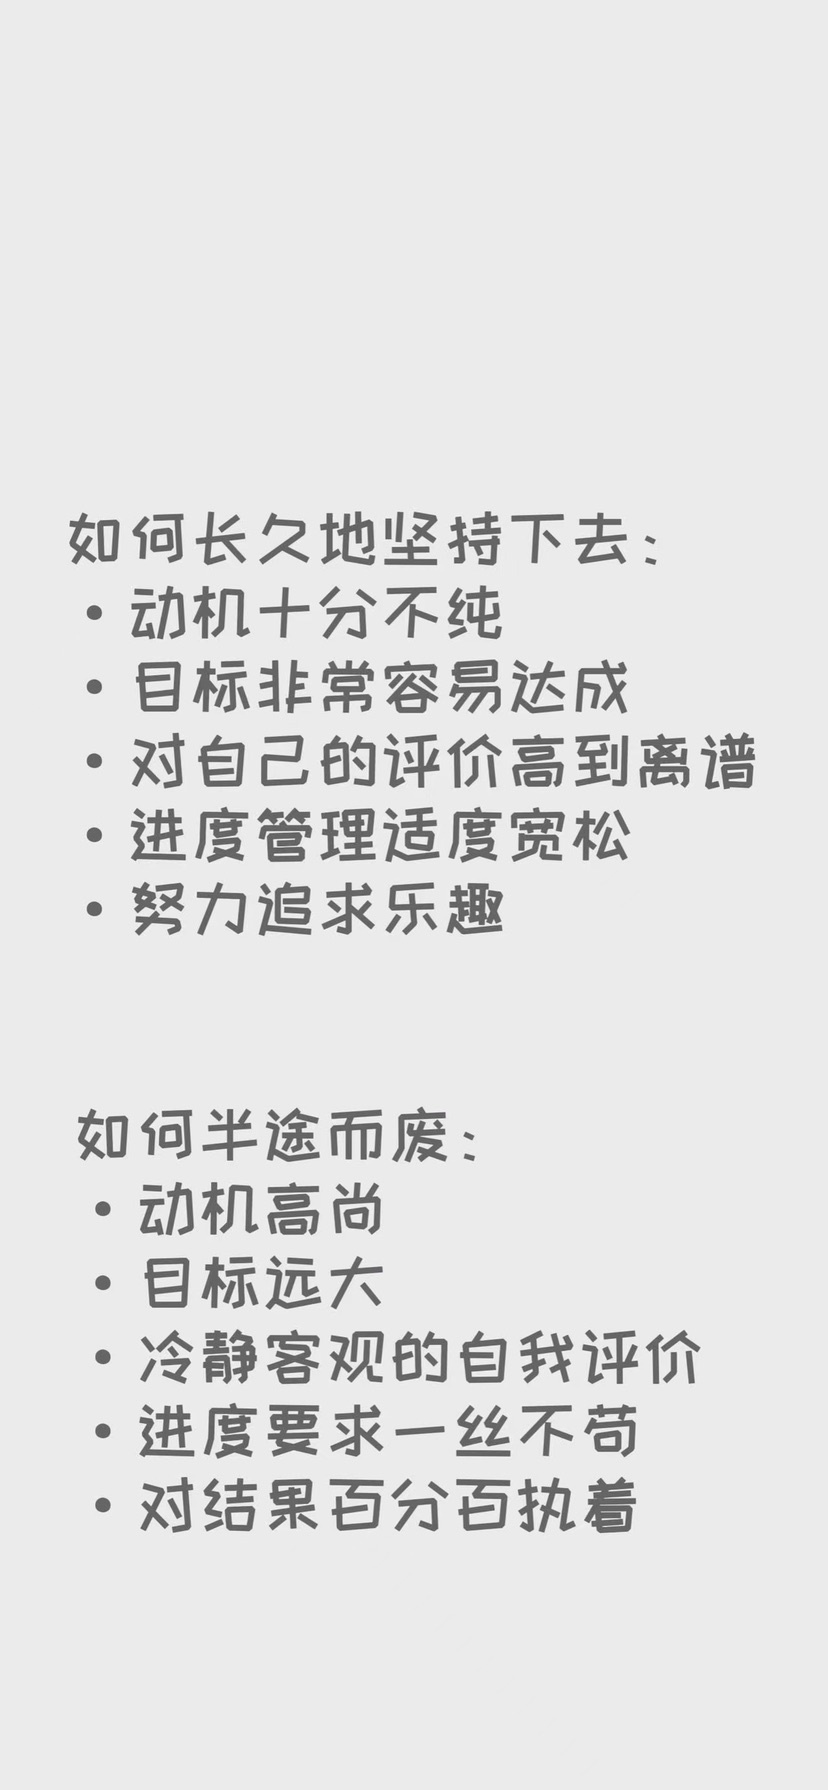 如何长久地坚持下去：
• 动机十分不纯
• 目标非常容易达成
• 对自己的评价高到离谱
• 进度管理适度宽松
• 努力追求乐趣
如何半途而废：
• 动机高尚
• 目标远大
• 冷静客观的自我评价
• 进度要求一丝不苟
• 对结果百分百执着